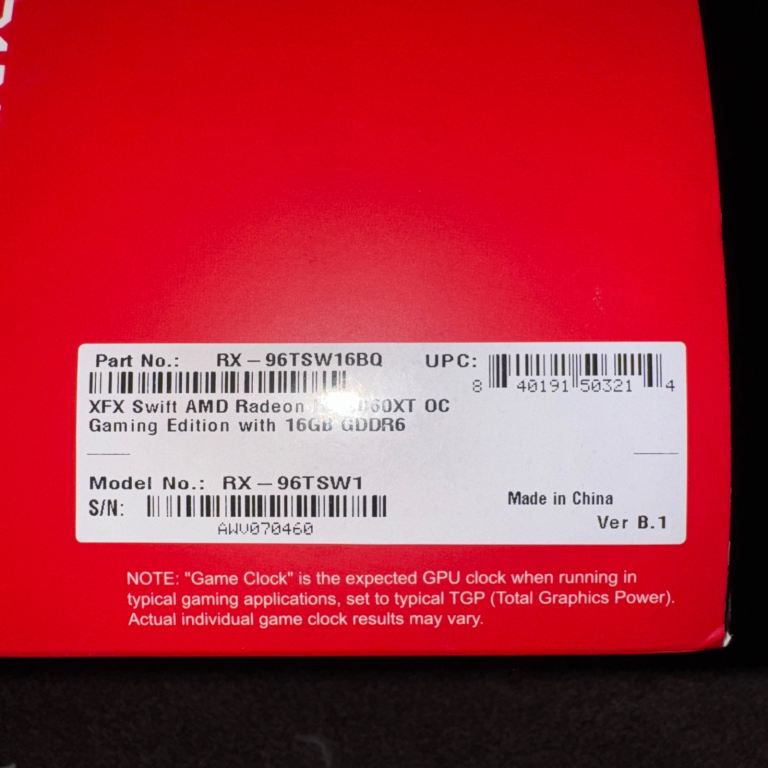 Part No.: RX-96TSW16BQ UPC:
8 40191 50321 4
XFX Swift AMD Radeon 60XT OC
Gaming Edition with 16GB GDDR6
Model No.: RX-96TSW1
S/N:
AWV070460
Made in China
Ver B.1
NOTE: "Game Clock" is the expected GPU clock when running in
typical gaming applications, set to typical TGP (Total Graphics Power).
Actual individual game clock results may vary.